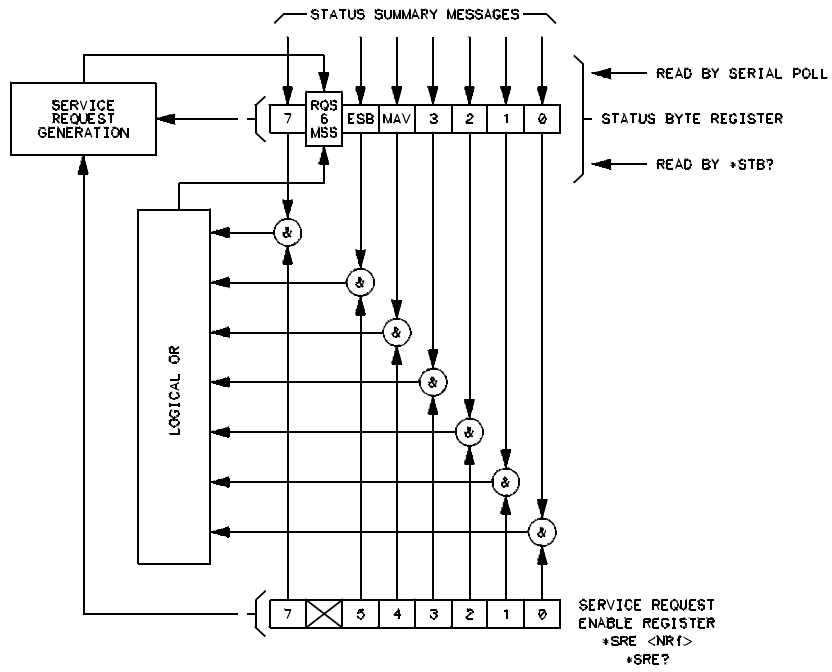 STATUS SUMMARY MESSAGES
READ BY SERIAL POLL
SERVICE
REQUEST
GENERATION
7
RQS
6
MSS
ESB
MAV
3
2
1
0
STATUS BYTE REGISTER
READ BY *STB?
&
&
&
&
&
&
&
LOGICAL OR
7
5
4
3
2
1
0
SERVICE REQUEST
ENABLE REGISTER
*SRE <NRf>
*SRE?